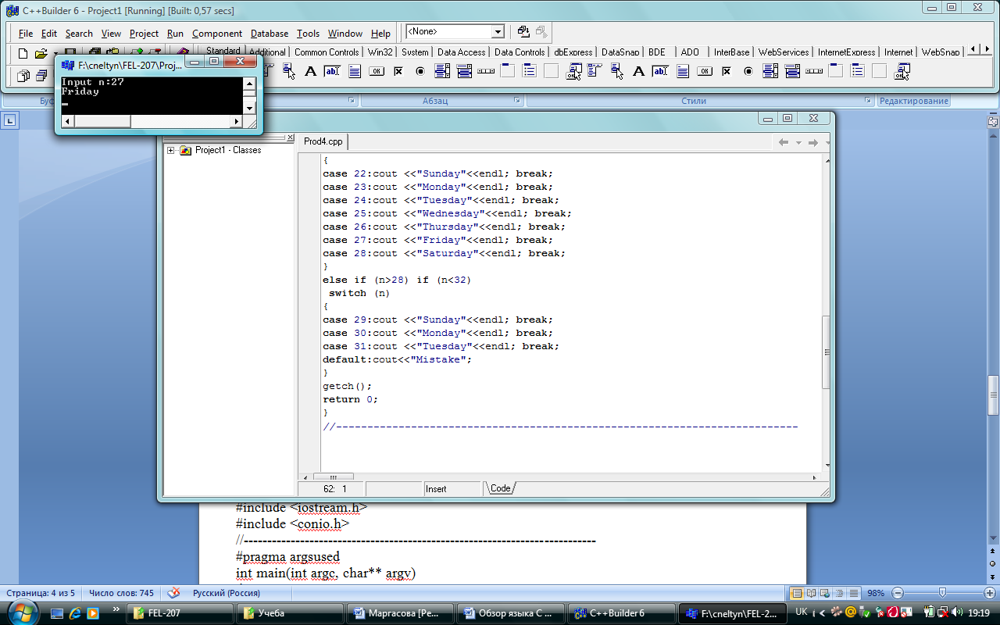 C++Builder 6 - Project1 [Running] [Built: 0,57 secs]
File Edit Search View Project Run Component Database Tools Window Help
<None>
Standard Additional Common Controls Win32 System Data Access Data Controls dbExpress DataSnap BDE ADO InterBase WebServices InternetExpress Internet WebSnap
F:\cneltyn\FEL-207\Proj...
Input n:27
Friday
Абзац Стили Редактирование
Project1 - Classes
Prod4.cpp
{
case 22:cout <<"Sunday"<<endl; break;
case 23:cout <<"Monday"<<endl; break;
case 24:cout <<"Tuesday"<<endl; break;
case 25:cout <<"Wednesday"<<endl; break;
case 26:cout <<"Thursday"<<endl; break;
case 27:cout <<"Friday"<<endl; break;
case 28:cout <<"Saturday"<<endl; break;
}
else if (n>28) if (n<32)
switch (n)
{
case 29:cout <<"Sunday"<<endl; break;
case 30:cout <<"Monday"<<endl; break;
case 31:cout <<"Tuesday"<<endl; break;
default:cout<<"Mistake";
}
getch();
return 0;
}
//--------------------------------------------------------------------------
62: 1 Insert Code
#include <iostream.h>
#include <conio.h>
//---------------------------------------------------------------------------
#pragma argsused
int main(int argc, char** argv)
Страница: 4 из 5 Число слов: 745 Русский (Россия) 98%
FEL-207 Учеба Маргасова [Ре... Обзор языка С ... C++Builder 6 F:\cneltyn\FEL-2... UK 19:19